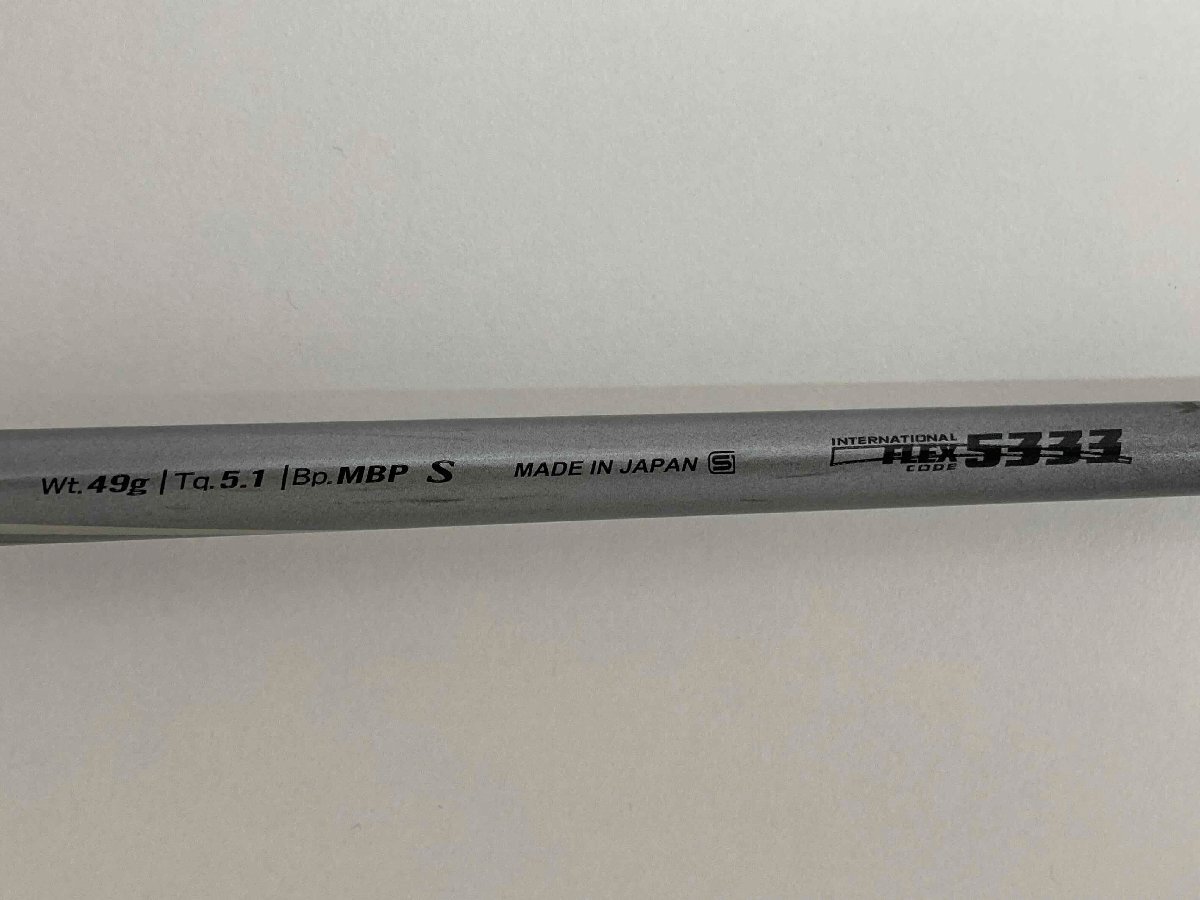 Wt.49g | Tq.5.1 | Bp.MBP S MADE IN JAPAN S
INTERNATIONAL
FLEX 5333
CODE